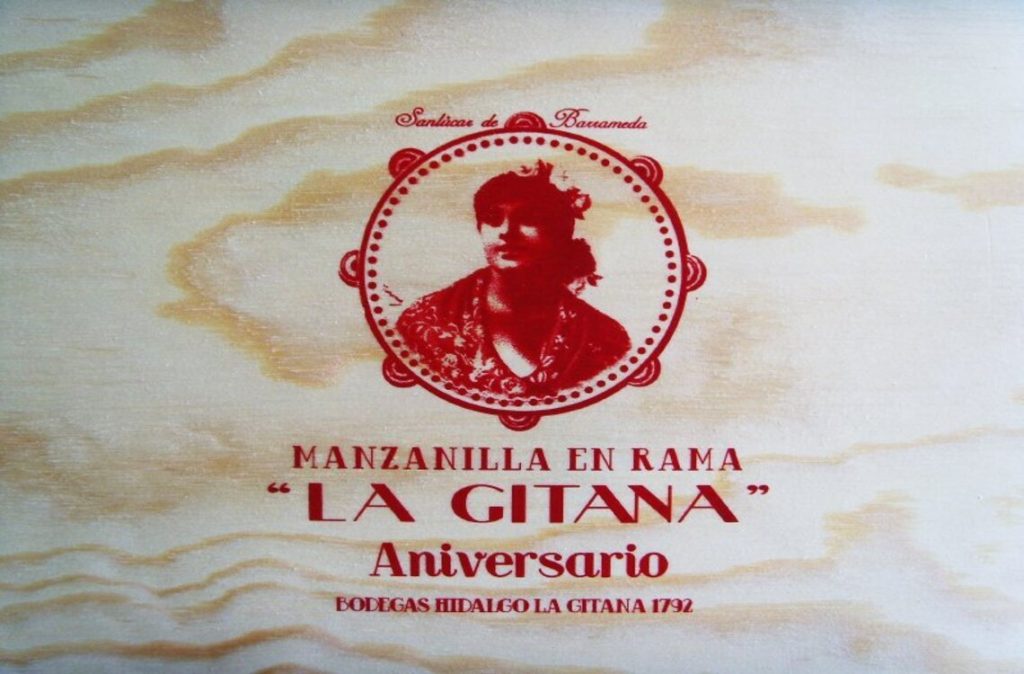 Sanlúcar de Barrameda
MANZANILLA EN RAMA
“LA GITANA”
Aniversario
BODEGAS HIDALGO LA GITANA 1792